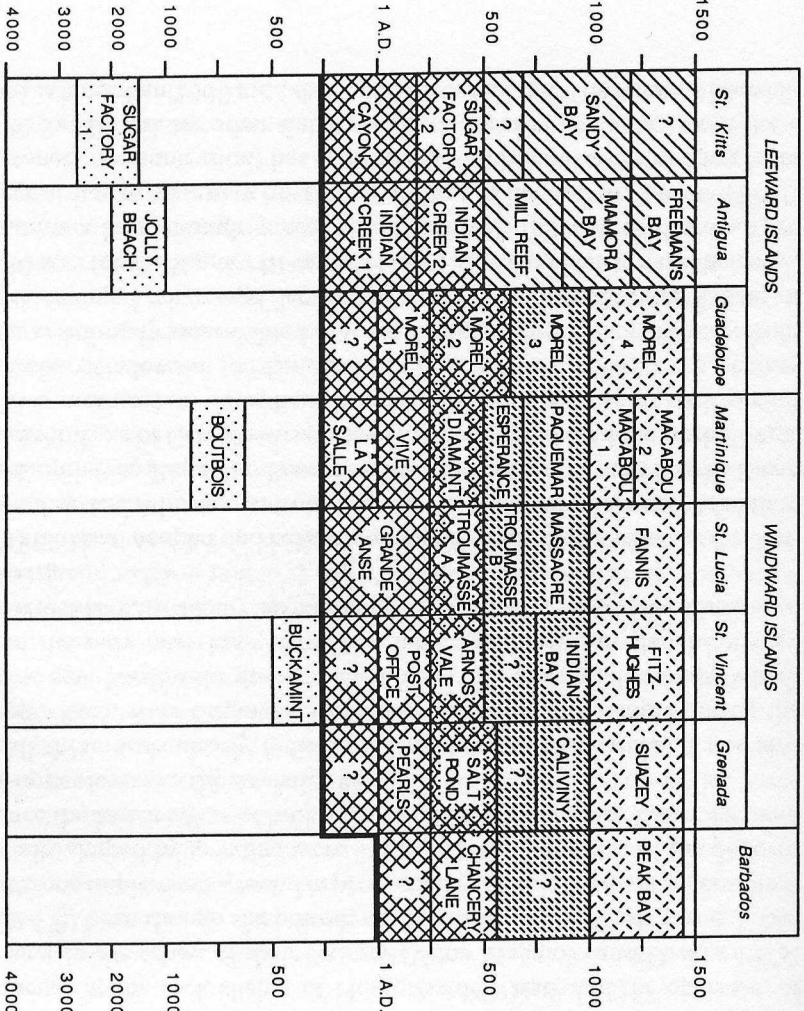 LEEWARD ISLANDS
VNDWARD ISLANDS
St. Kitts
Antigua
Guadeloupe
Martinique
St. Lucia
St. Vincent
Grenada
Barbados
1500
1000
500
1 A.D.
500
1000
2000
3000
4000
?
SANDY
BAY
SUGAR
FACTORY
2
CAYON
SUGAR
FACTORY
FREEMAN'S
BAY
MAMORA
BAY
MILL REEF
INDIAN
CREEK 2
INDIAN
CREEK 1
JOLLY
BEACH
MOREL
4
MOREL
3
MOREL
2
MOREL
1
?
MACABOU
2
MACABOU
1
PAQUEMAR
ESPERANCE
DIAMANT
VIVE
LA
SALLE
BOUTBOIS
FANNIS
MASSACRE
TROUMASSE
B
TROUMASSE
A
GRANDE
ANSE
FITZ-
HUGHES
INDIAN
BAY
?
ARNOS
VALE
POST-
OFFCE
?
BUCKAMINT
SUAZEY
CALIVINY
?
SALT
POND
PEARLS
?
PEAK BAY
?
CHANCERY
LANE
?
1500
1000
500
1 A.D.
500
1000
2000
3000
4000